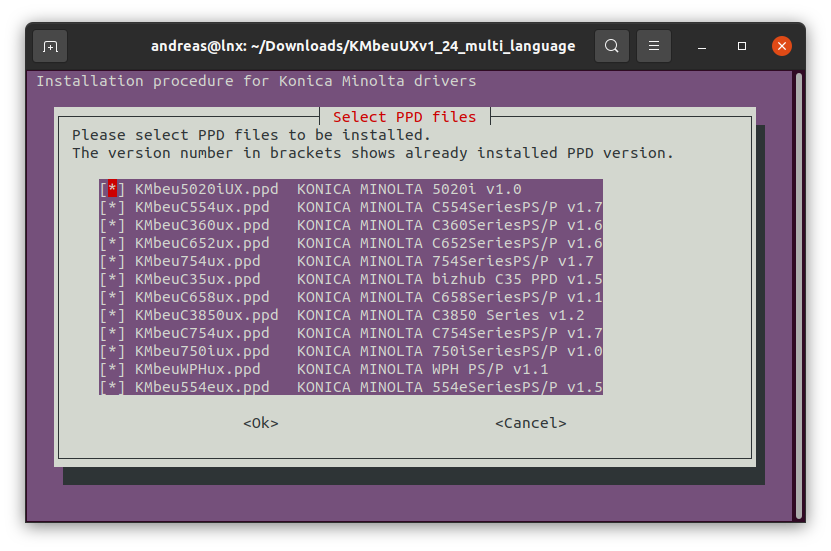 andreas@lnx: ~/Downloads/KMbeuUXv1_24_multi_language
Installation procedure for Konica Minolta drivers
Select PPD files
Please select PPD files to be installed.
The version number in brackets shows already installed PPD version.
[*] KMbeu5020iUX.ppd  KONICA MINOLTA 5020i v1.0
[*] KMbeuC554ux.ppd   KONICA MINOLTA C554SeriesPS/P v1.7
[*] KMbeuC360ux.ppd   KONICA MINOLTA C360SeriesPS/P v1.6
[*] KMbeuC652ux.ppd   KONICA MINOLTA C652SeriesPS/P v1.6
[*] KMbeu754ux.ppd    KONICA MINOLTA 754SeriesPS/P v1.7
[*] KMbeuC35ux.ppd    KONICA MINOLTA bizhub C35 PPD v1.5
[*] KMbeuC658ux.ppd   KONICA MINOLTA C658SeriesPS/P v1.1
[*] KMbeuC3850ux.ppd  KONICA MINOLTA C3850 Series v1.2
[*] KMbeuC754ux.ppd   KONICA MINOLTA C754SeriesPS/P v1.7
[*] KMbeu750iux.ppd   KONICA MINOLTA 750iSeriesPS/P v1.0
[*] KMbeuWPHux.ppd    KONICA MINOLTA WPH PS/P v1.1
[*] KMbeu554eux.ppd   KONICA MINOLTA 554eSeriesPS/P v1.5
<Ok> <Cancel>